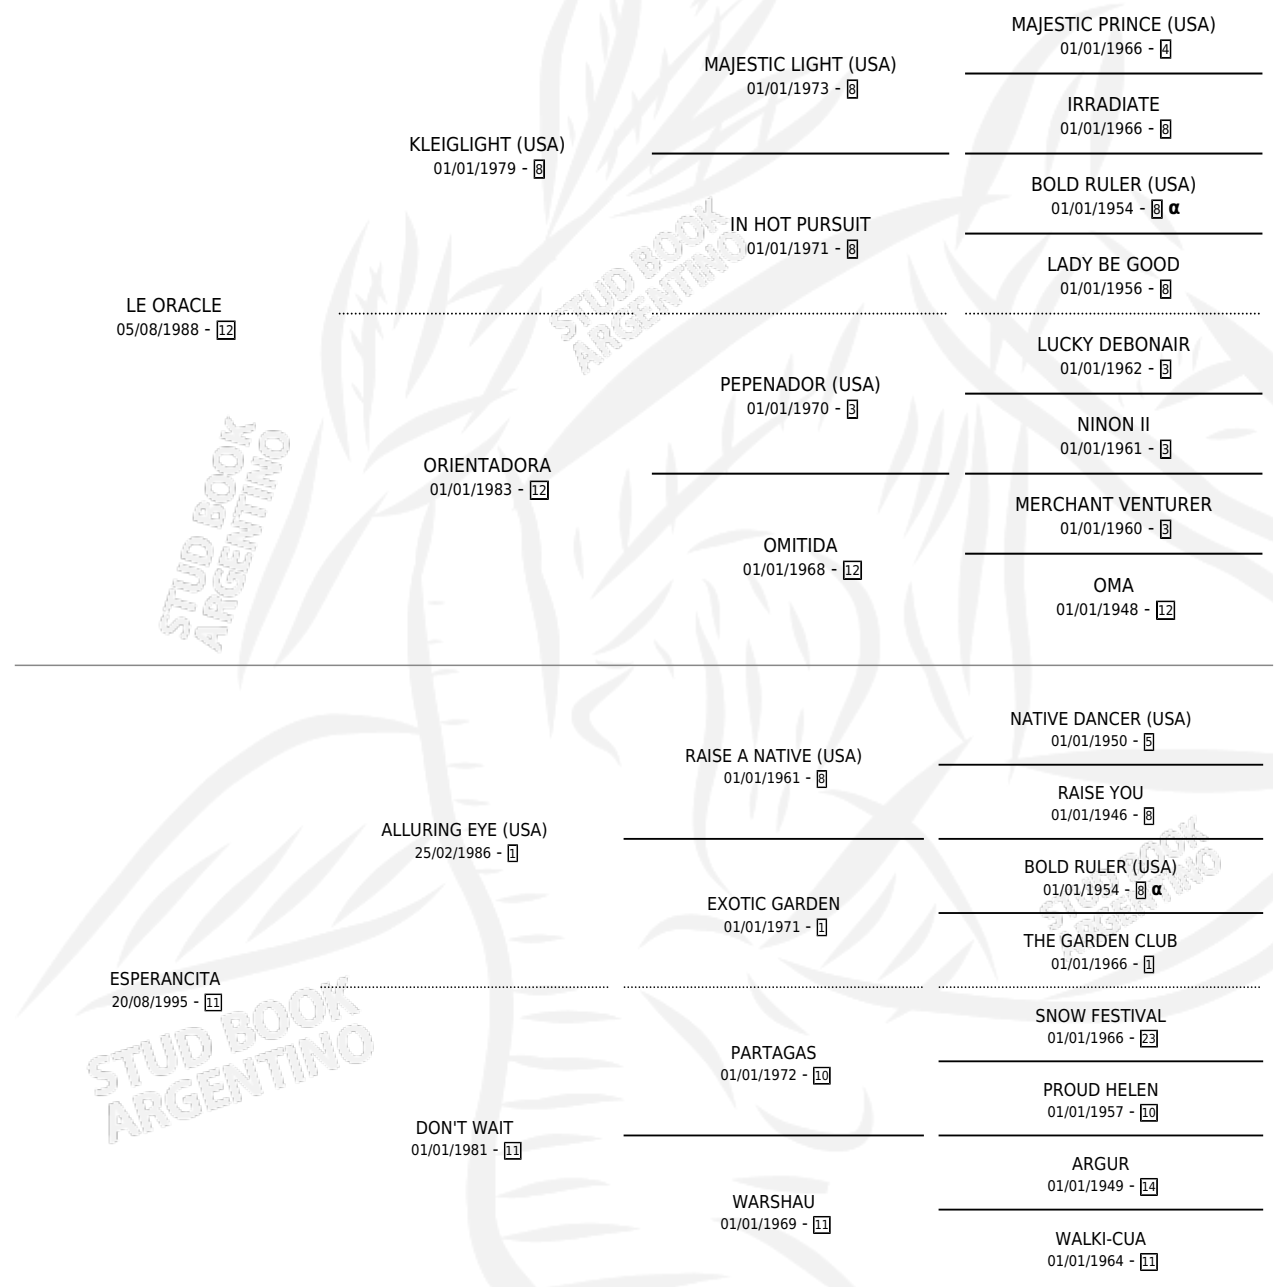 MAJESTIC PRINCE (USA)
01/01/1966 - 4
MAJESTIC LIGHT (USA)
01/01/1973 - 8
IRRADIATE
01/01/1966 - 8
KLEIGLIGHT (USA)
01/01/1979 - 8
BOLD RULER (USA)
01/01/1954 - 8 α
IN HOT PURSUIT
01/01/1971 - 8
LADY BE GOOD
01/01/1956 - 8
LE ORACLE
05/08/1988 - 12
LUCKY DEBONAIR
01/01/1962 - 3
PEPENADOR (USA)
01/01/1970 - 3
NINON II
01/01/1961 - 3
ORIENTADORA
01/01/1983 - 12
MERCHANT VENTURER
01/01/1960 - 3
OMITIDA
01/01/1968 - 12
OMA
01/01/1948 - 12
STUD BOOK
ARGENTINO
STUD BOOK
ARGENTINO
NATIVE DANCER (USA)
01/01/1950 - 5
RAISE A NATIVE (USA)
01/01/1961 - 8
RAISE YOU
01/01/1946 - 8
ALLURING EYE (USA)
25/02/1986 - 1
BOLD RULER (USA)
01/01/1954 - 8 α
EXOTIC GARDEN
01/01/1971 - 1
THE GARDEN CLUB
01/01/1966 - 1
ESPERANCITA
20/08/1995 - 11
SNOW FESTIVAL
01/01/1966 - 23
PARTAGAS
01/01/1972 - 10
PROUD HELEN
01/01/1957 - 10
DON'T WAIT
01/01/1981 - 11
ARGUR
01/01/1949 - 14
WARSHAU
01/01/1969 - 11
WALKI-CUA
01/01/1964 - 11
STUD BOOK
ARGENTINO
STUD BOOK
ARGENTINO